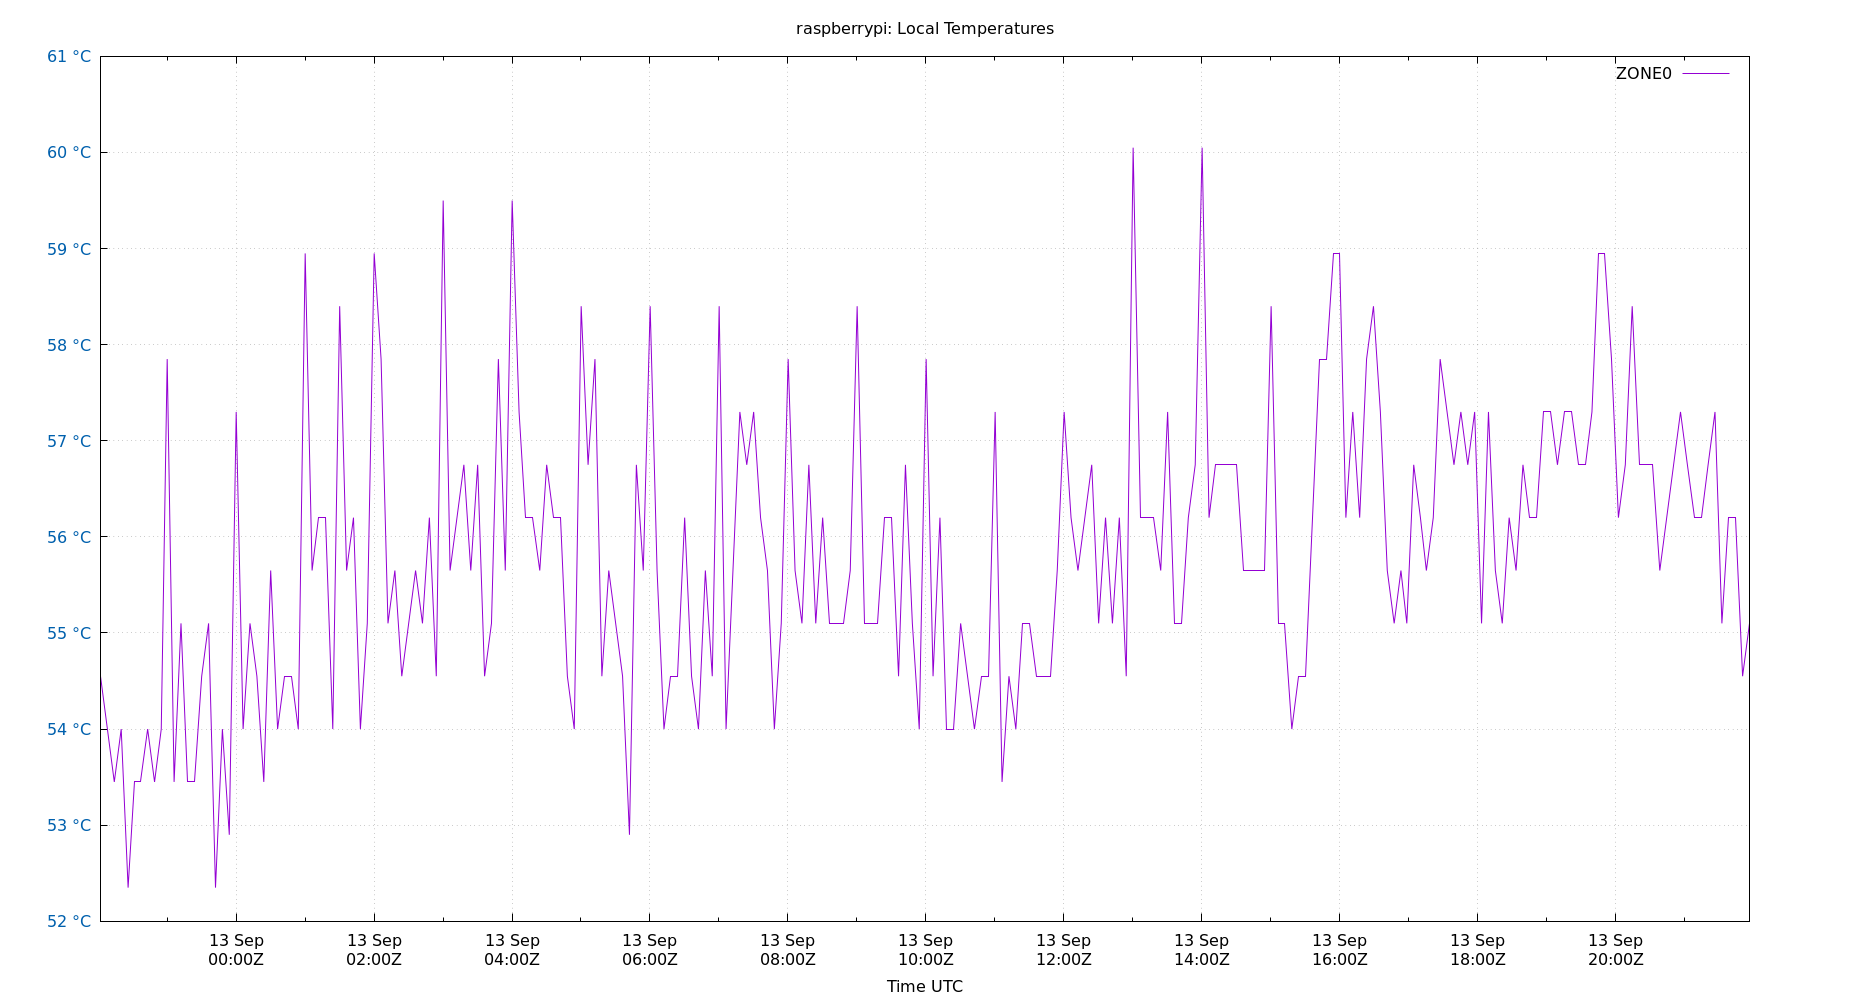 raspberrypi: Local Temperatures
61 °C
ZONE0
60 °C
59 °C
58 °C
57 °C
56 °C
55 °C
54 °C
53 °C
52 °C
13 Sep 13 Sep 13 Sep 13 Sep 13 Sep 13 Sep 13 Sep 13 Sep 13 Sep 13 Sep 13 Sep
00:00Z 02:00Z 04:00Z 06:00Z 08:00Z 10:00Z 12:00Z 14:00Z 16:00Z 18:00Z 20:00Z
Time UTC